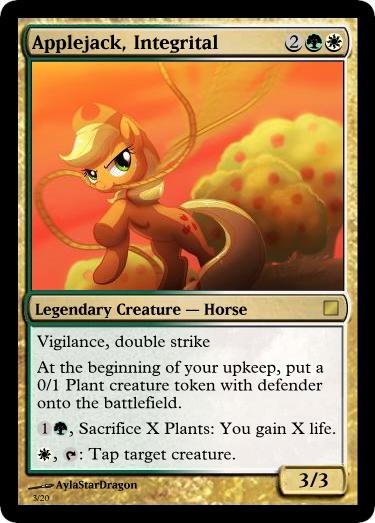 Applejack, Integrital 2
Legendary Creature — Horse
Vigilance, double strike
At the beginning of your upkeep, put a
0/1 Plant creature token with defender
onto the battlefield.
1 , Sacrifice X Plants: You gain X life.
, : Tap target creature.
AylaStarDragon
3/3
3/20